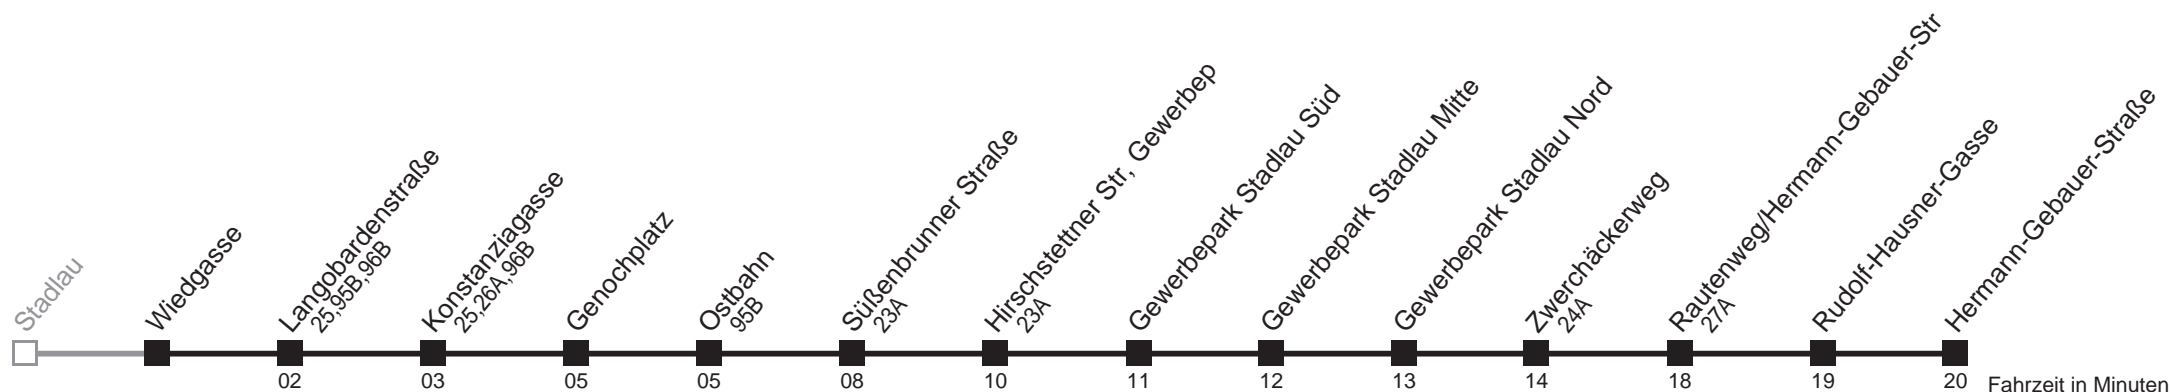 Stadlau
Wiedgasse
Langobardenstraße
25,95B,96B
Konstanziagasse
25,26A,96B
Genochplatz
Ostbahn
95B
Süßenbrunner Straße
23A
Hirschstettner Str, Gewerbep
23A
Gewerbepark Stadlau Süd
Gewerbepark Stadlau Mitte
Gewerbepark Stadlau Nord
Zwerchäckerweg
24A
Rautenweg/Hermann-Gebauer-Str
27A
Rudolf-Hausner-Gasse
Hermann-Gebauer-Straße
02 03 05 05 08 10 11 12 13 14 18 19 20 Fahrzeit in Minuten